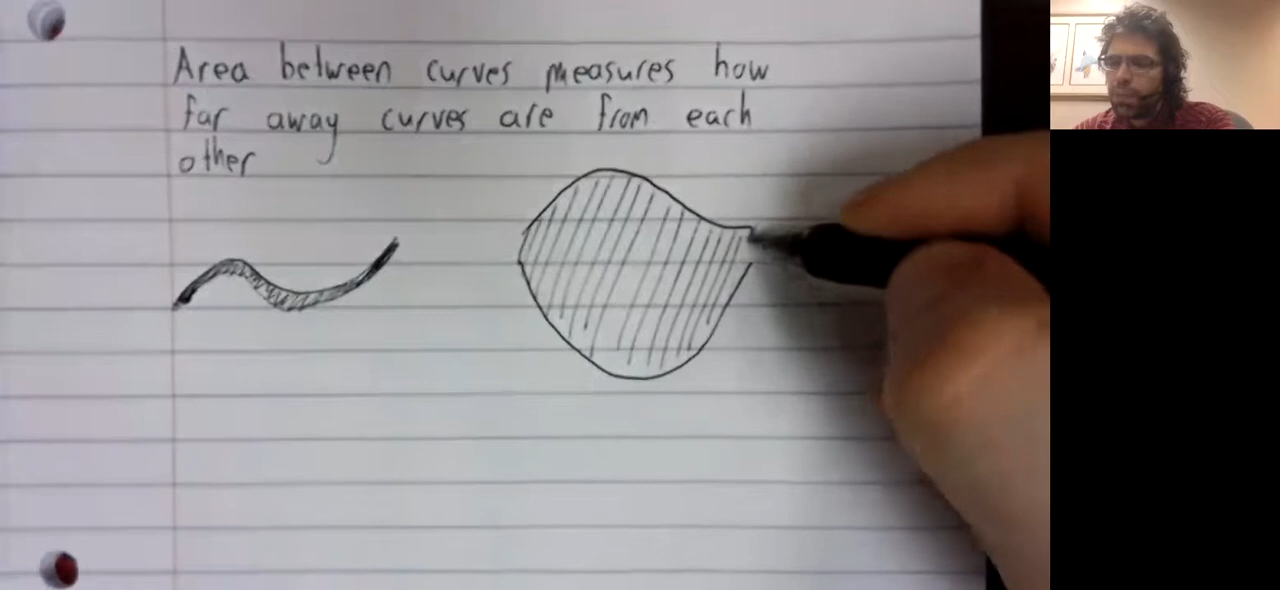 Area between curves measures how
far away curves are from each
other